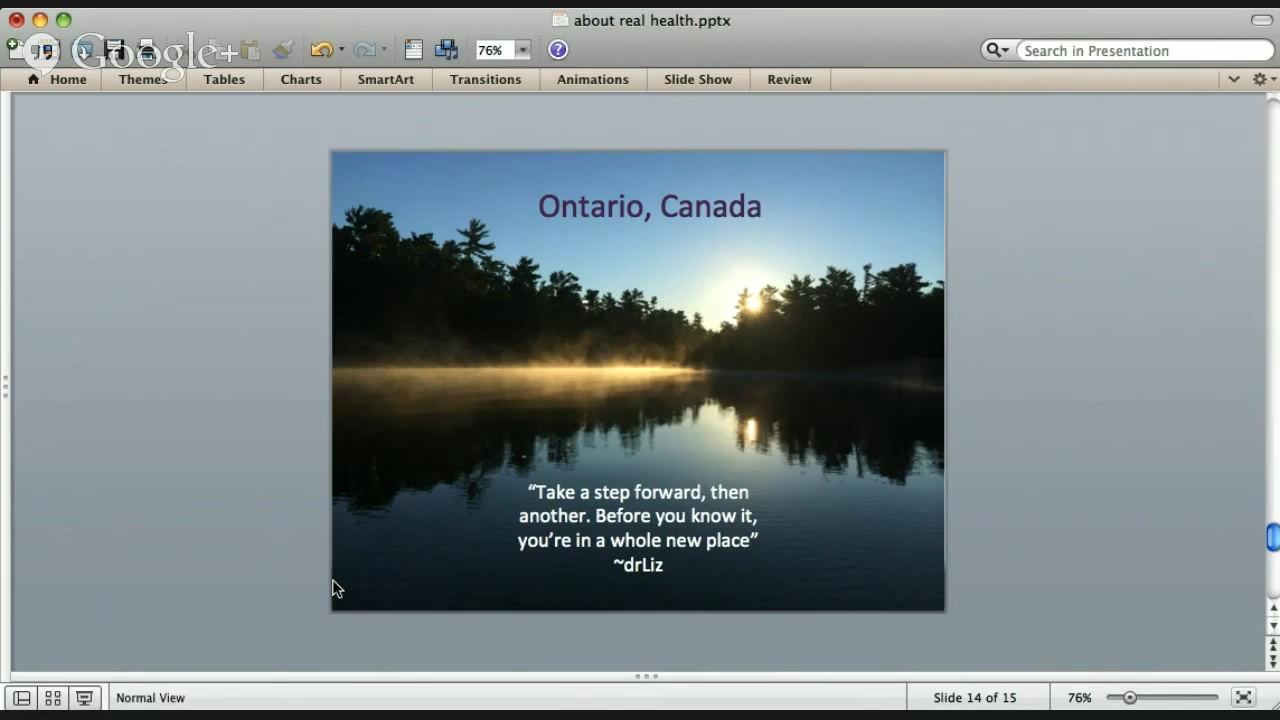 about real health.pptx
Google+
76%
Search in Presentation
Home Themes Tables Charts SmartArt Transitions Animations Slide Show Review
Ontario, Canada
“Take a step forward, then
another. Before you know it,
you’re in a whole new place”
~drLiz
Normal View
Slide 14 of 15
76%